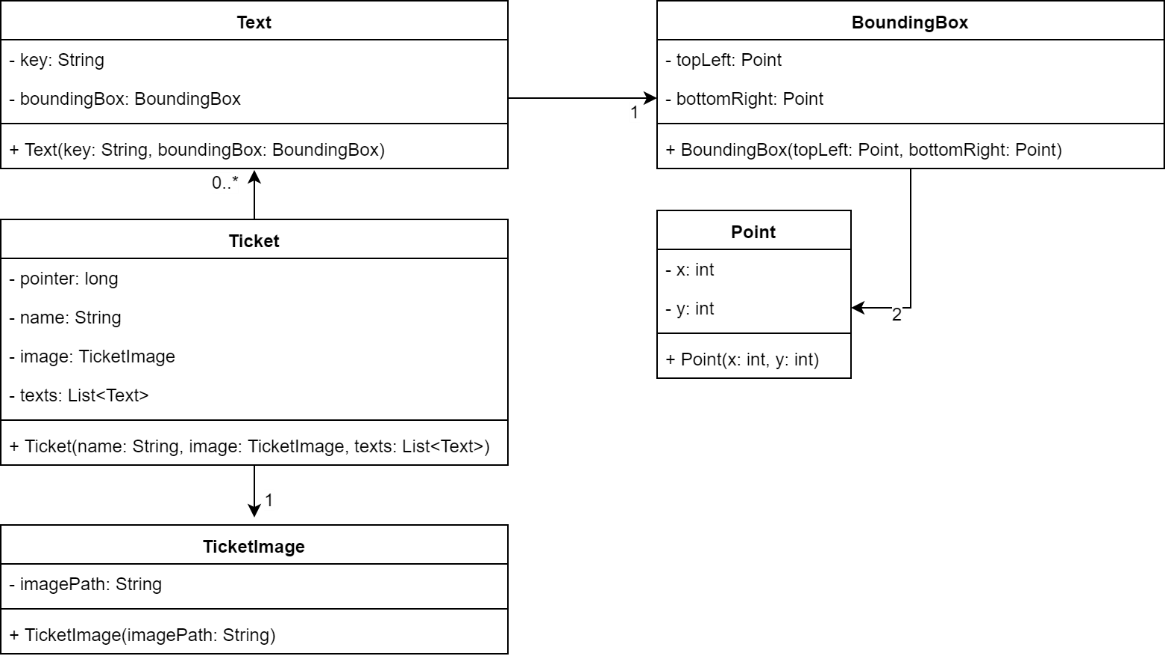 Text
- key: String
- boundingBox: BoundingBox
+ Text(key: String, boundingBox: BoundingBox)
1
BoundingBox
- topLeft: Point
- bottomRight: Point
+ BoundingBox(topLeft: Point, bottomRight: Point)
0..*
Ticket
- pointer: long
- name: String
- image: TicketImage
- texts: List<Text>
+ Ticket(name: String, image: TicketImage, texts: List<Text>)
Point
- x: int
- y: int
+ Point(x: int, y: int)
2
1
TicketImage
- imagePath: String
+ TicketImage(imagePath: String)